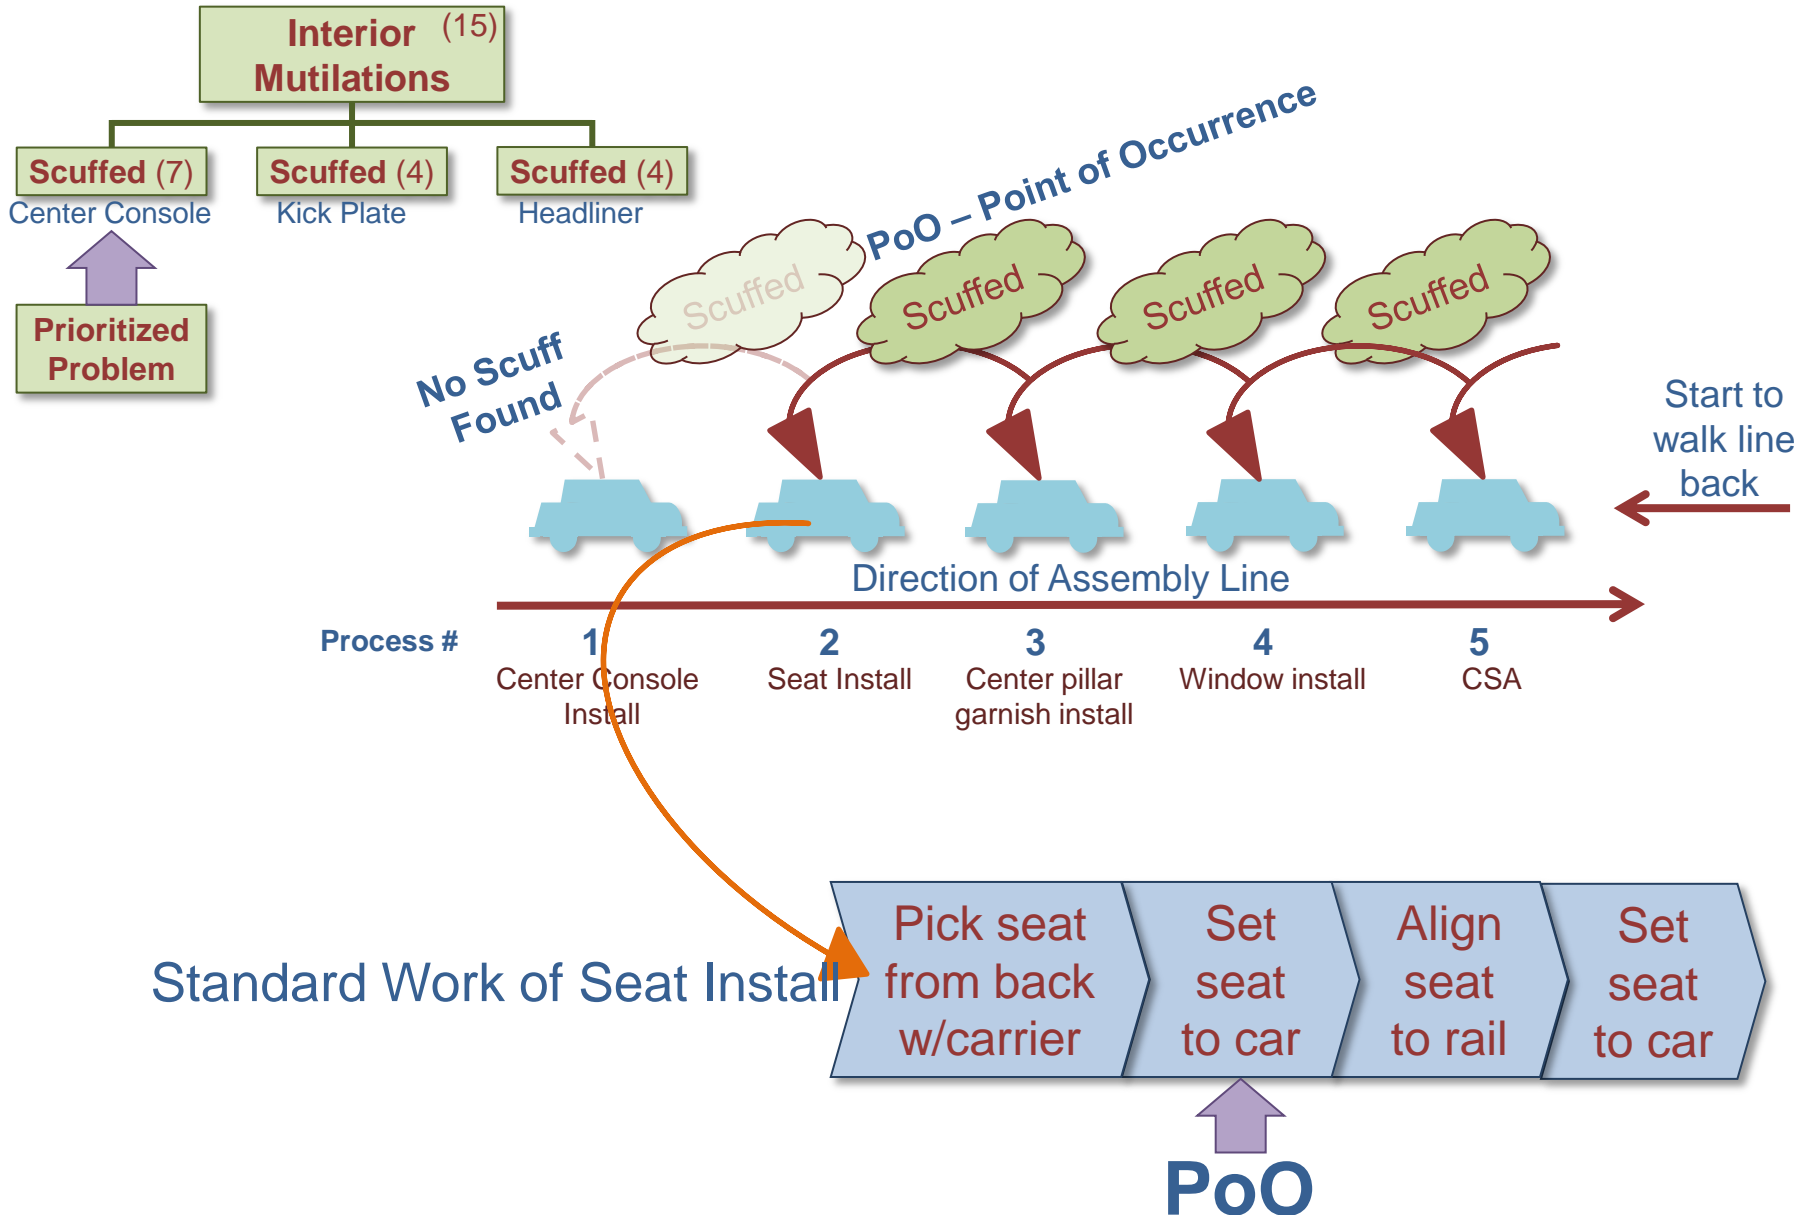 Interior (15)
Mutilations
Scuffed (7)
Center Console
Scuffed (4)
Kick Plate
Scuffed (4)
Headliner
Prioritized
Problem
PoO – Point of Occurrence
Scuffed
Scuffed
Scuffed
Scuffed
No Scuff
Found
Start to
walk line
back
Direction of Assembly Line
Process #
1
Center Console
Install
2
Seat Install
3
Center pillar
garnish install
4
Window install
5
CSA
Standard Work of Seat Install
Pick seat
from back
w/carrier
Set
seat
to car
Align
seat
to rail
Set
seat
to car
PoO